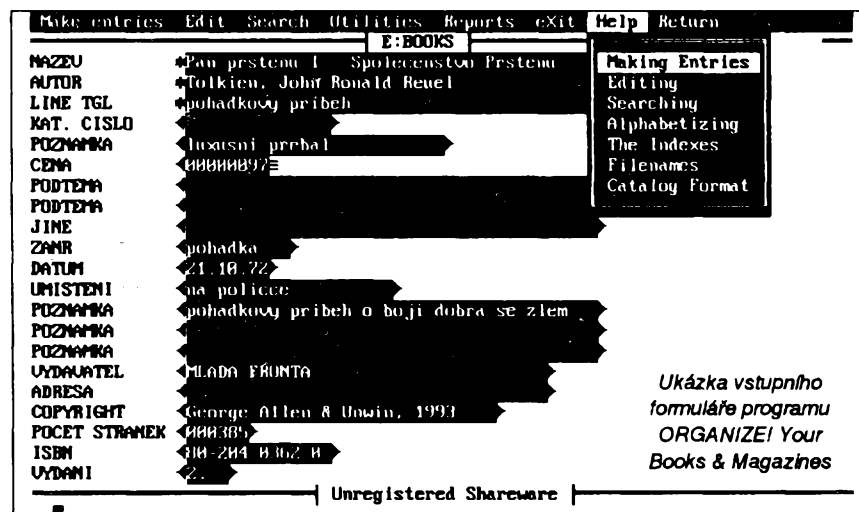 Make entries Edit Search Utilities Reports eXit Help Return
E:BOOKS
NAZEV Pan prstenu I Spolecenstvo Prstenu
AUTOR Tolkien, John Ronald Reuel
LINE TGL pohadkovy pribeh
KAT. CISLO
POZNAMKA luxusni prebal
CENA 00000097
PODTEMA
PODTEMA
JINE
ZANR pohadka
DATUM 21.10.72
UMISTENI na policce
POZNAMKA pohadkovy pribeh o boji dobra se zlem
POZNAMKA
POZNAMKA
VYDAVATEL MLADA FRONTA
ADRESA
COPYRIGHT George Allen & Unwin, 1993
POCET STRANEK 000385
ISBN 80-204-0362-0
VYDANI 2.
Making Entries
Editing
Searching
Alphabetizing
The Indexes
Filenames
Catalog Format
Unregistered Shareware
Ukázka vstupního
formuláře programu
ORGANIZE! Your
Books & Magazines